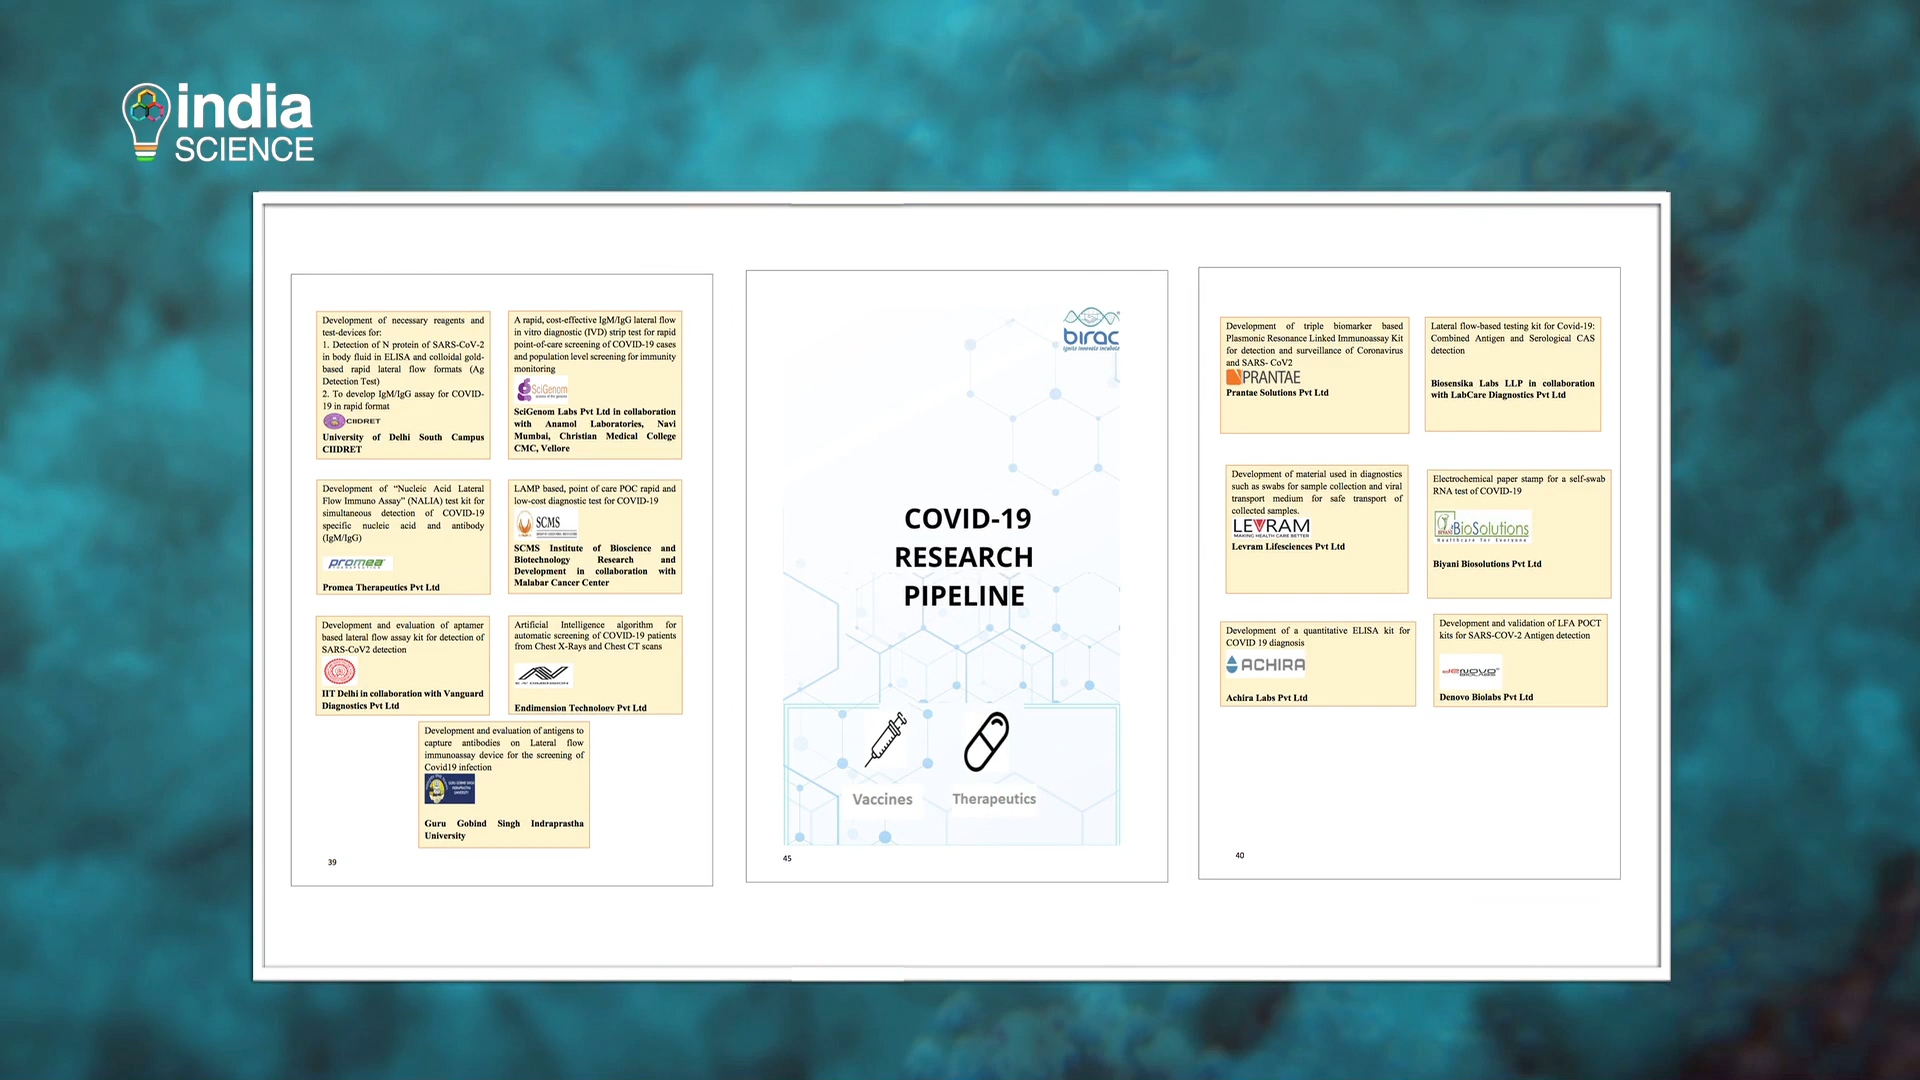 india
SCIENCE
Development of necessary reagents and
test-devices for:
1. Detection of N protein of SARS-CoV-2
in body fluid in ELISA and colloidal gold-
based rapid lateral flow formats (Ag
Detection Test)
2. To develop IgM/IgG assay for COVID-
19 in rapid format
CIIDRET
University of Delhi South Campus
CIIDRET
A rapid, cost-effective IgM/IgG lateral flow
in vitro diagnostic (IVD) strip test for rapid
point-of-care screening of COVID-19 cases
and population level screening for immunity
monitoring
SciGenom
SciGenom Labs Pvt Ltd in collaboration
with Anamol Laboratories, Navi
Mumbai, Christian Medical College
CMC, Vellore
Development of “Nucleic Acid Lateral
Flow Immuno Assay” (NALIA) test kit for
simultaneous detection of COVID-19
specific nucleic acid and antibody
(IgM/IgG)
promea
Promea Therapeutics Pvt Ltd
LAMP based, point of care POC rapid and
low-cost diagnostic test for COVID-19
SCMS
SCMS Institute of Bioscience and
Biotechnology Research and
Development in collaboration with
Malabar Cancer Center
Development and evaluation of aptamer
based lateral flow assay kit for detection of
SARS-CoV2 detection
IIT Delhi in collaboration with Vanguard
Diagnostics Pvt Ltd
Artificial Intelligence algorithm for
automatic screening of COVID-19 patients
from Chest X-Rays and Chest CT scans
Endimension Technology Pvt Ltd
Development and evaluation of antigens to
capture antibodies on Lateral flow
immunoassay device for the screening of
Covid19 infection
Guru Gobind Singh Indraprastha
University
39
birac
ignite innovate incubate
COVID-19
RESEARCH
PIPELINE
Vaccines
Therapeutics
45
Development of triple biomarker based
Plasmonic Resonance Linked Immunoassay Kit
for detection and surveillance of Coronavirus
and SARS- CoV2
PRANTAE
Prantae Solutions Pvt Ltd
Lateral flow-based testing kit for Covid-19:
Combined Antigen and Serological CAS
detection
Biosensika Labs LLP in collaboration
with LabCare Diagnostics Pvt Ltd
Development of material used in diagnostics
such as swabs for sample collection and viral
transport medium for safe transport of
collected samples.
LEVRAM
MAKING HEALTH CARE BETTER
Levram Lifesciences Pvt Ltd
Electrochemical paper stamp for a self-swab
RNA test of COVID-19
BioSolutions
Healthcare for Everyone
Biyani Biosolutions Pvt Ltd
Development of a quantitative ELISA kit for
COVID 19 diagnosis
ACHIRA
Achira Labs Pvt Ltd
Development and validation of LFA POCT
kits for SARS-COV-2 Antigen detection
deNOVO
BIOLABS
Denovo Biolabs Pvt Ltd
40